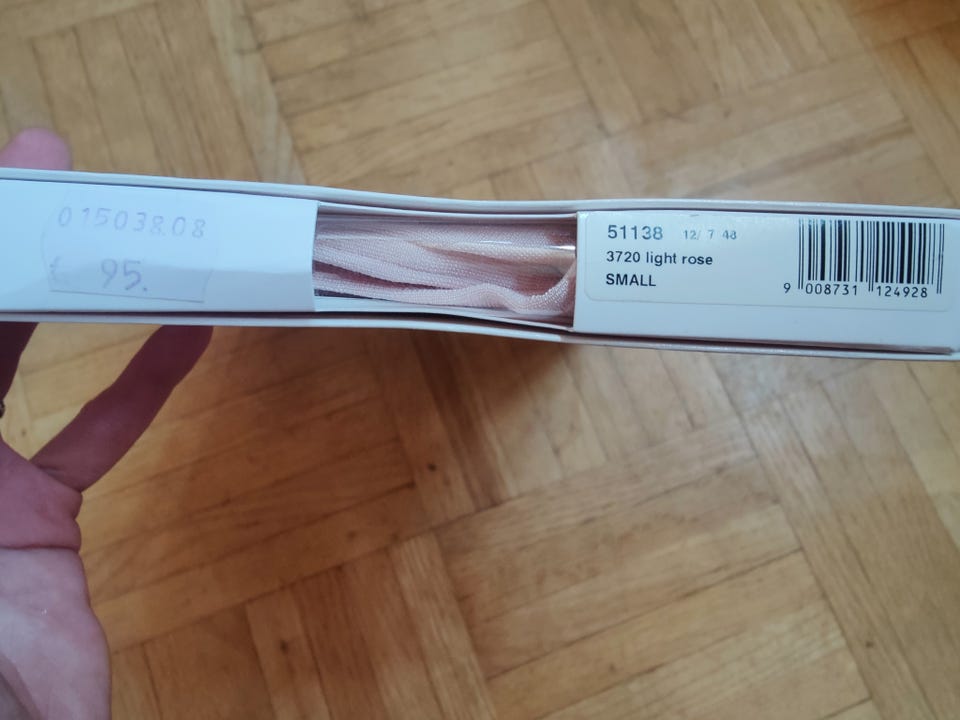 01503808
€ 95.
51138 12/ 7 48
3720 light rose
SMALL
9 008731 124928